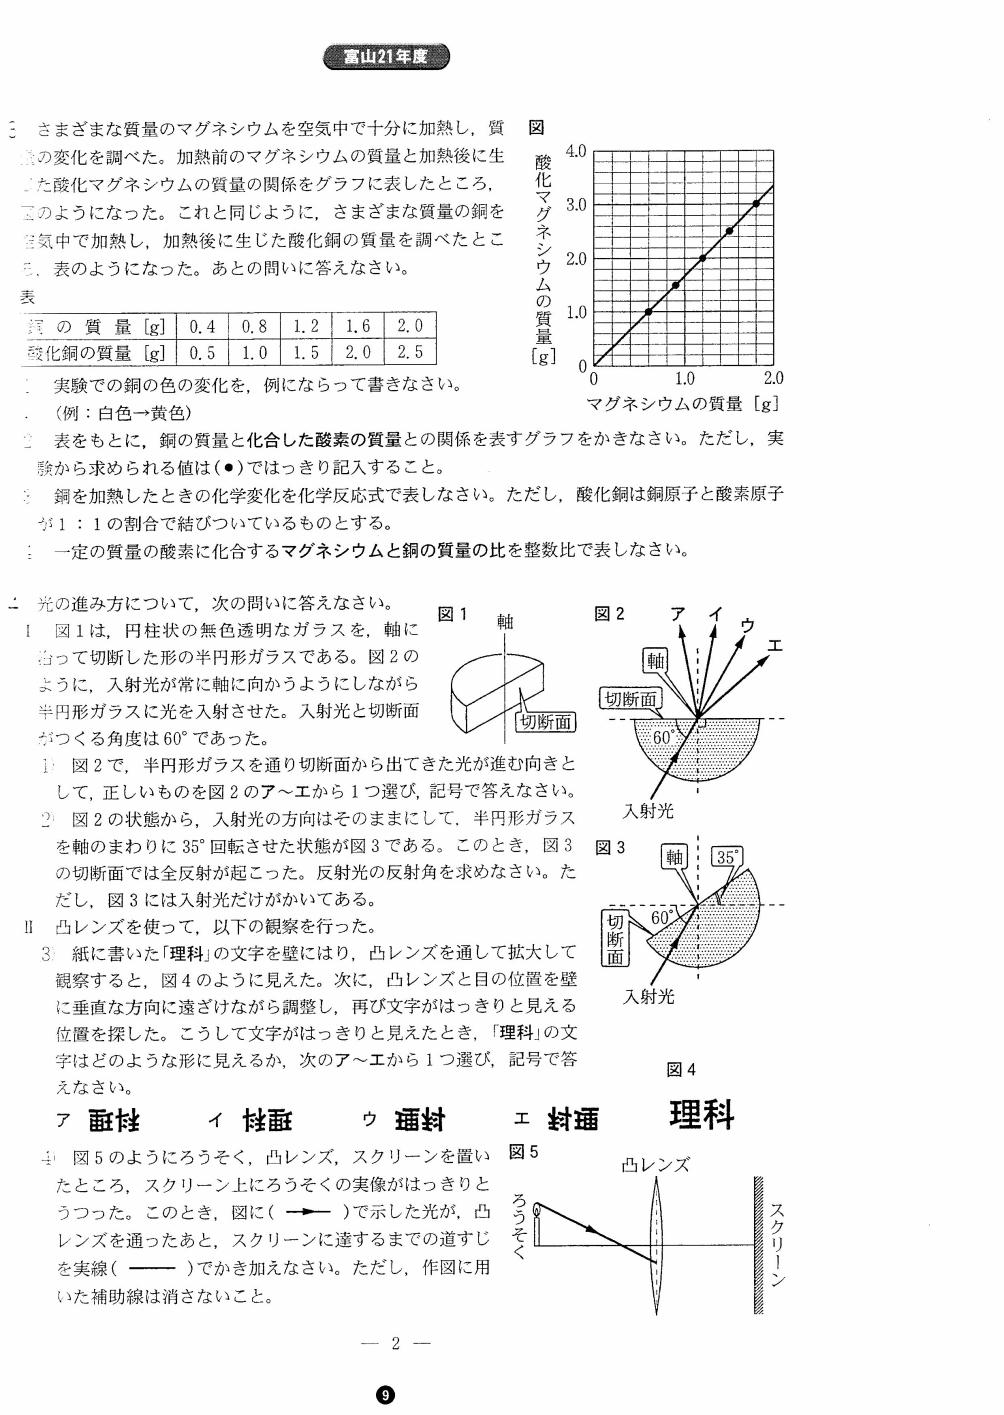 富山21年度
さまざまな質量のマグネシウムを空気中で十分に加熱し，質
の変化を調べた。加熱前のマグネシウムの質量と加熱後に生
た酸化マグネシウムの質量の関係をグラフに表したところ，
のようになった。これと同じように，さまざまな質量の銅を
気中で加熱し，加熱後に生じた酸化銅の質量を調べたとこ
，表のようになった。あとの問いに答えなさい。
表
の質量［g］ 0.4 0.8 1.2 1.6 2.0
酸化銅の質量［g］ 0.5 1.0 1.5 2.0 2.5
図
酸化マグネシウムの質量［g］
4.0
3.0
2.0
1.0
0
0 1.0 2.0
マグネシウムの質量［g］
実験での銅の色の変化を，例にならって書きなさい。
(例：白色→黄色)
表をもとに，銅の質量と化合した酸素の質量との関係を表すグラフをかきなさい。ただし，実
験から求められる値は(●)ではっきり記入すること。
銅を加熱したときの化学変化を化学反応式で表しなさい。ただし，酸化銅は銅原子と酸素原子
が1：1の割合で結びついているものとする。
一定の質量の酸素に化合するマグネシウムと銅の質量の比を整数比で表しなさい。
光の進み方について，次の問いに答えなさい。
Ⅰ 図1は，円柱状の無色透明なガラスを，軸に
沿って切断した形の半円形ガラスである。図2の
ように，入射光が常に軸に向かうようにしながら
半円形ガラスに光を入射させた。入射光と切断面
がつくる角度は60°であった。
図1
軸
切断面
図2
ア イ ウ エ
軸
切断面
60°
入射光
1) 図2で，半円形ガラスを通り切断面から出てきた光が進む向きと
して，正しいものを図2のア～エから1つ選び，記号で答えなさい。
2) 図2の状態から，入射光の方向はそのままにして，半円形ガラス
を軸のまわりに35°回転させた状態が図3である。このとき，図3
の切断面では全反射が起こった。反射光の反射角を求めなさい。た
だし，図3には入射光だけがかいてある。
図3
軸
35°
60°
切断面
入射光
Ⅱ 凸レンズを使って，以下の観察を行った。
3) 紙に書いた「理科」の文字を壁にはり，凸レンズを通して拡大して
観察すると，図4のように見えた。次に，凸レンズと目の位置を壁
に垂直な方向に遠ざけながら調整し，再び文字がはっきりと見える
位置を探した。こうして文字がはっきりと見えたとき，「理科」の文
字はどのような形に見えるか，次のア～エから1つ選び，記号で答
えなさい。
ア イ ウ エ
図4
理科
4) 図5のようにろうそく，凸レンズ，スクリーンを置い
たところ，スクリーン上にろうそくの実像がはっきりと
うつった。このとき，図に( )で示した光が，凸
レンズを通ったあと，スクリーンに達するまでの道すじ
を実線( )でかき加えなさい。ただし，作図に用
いた補助線は消さないこと。
図5
凸レンズ
ろうそく
スクリーン
— 2 —
9